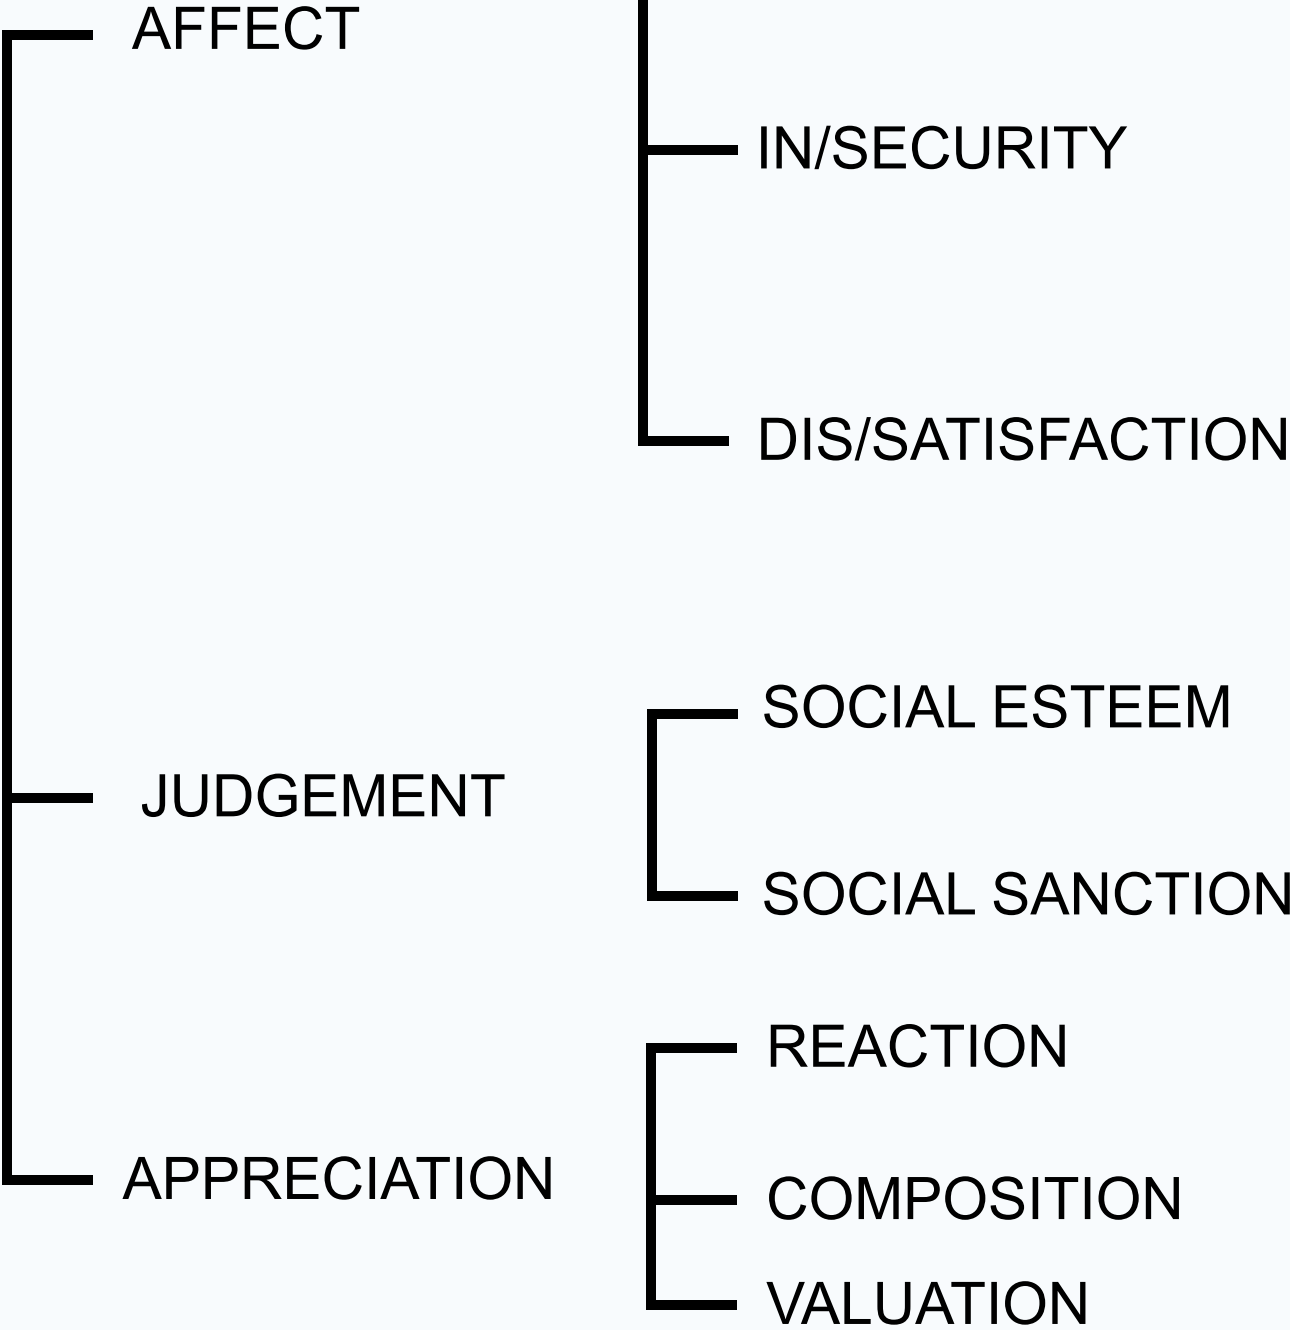 AFFECT
IN/SECURITY
DIS/SATISFACTION
JUDGEMENT
SOCIAL ESTEEM
SOCIAL SANCTION
APPRECIATION
REACTION
COMPOSITION
VALUATION